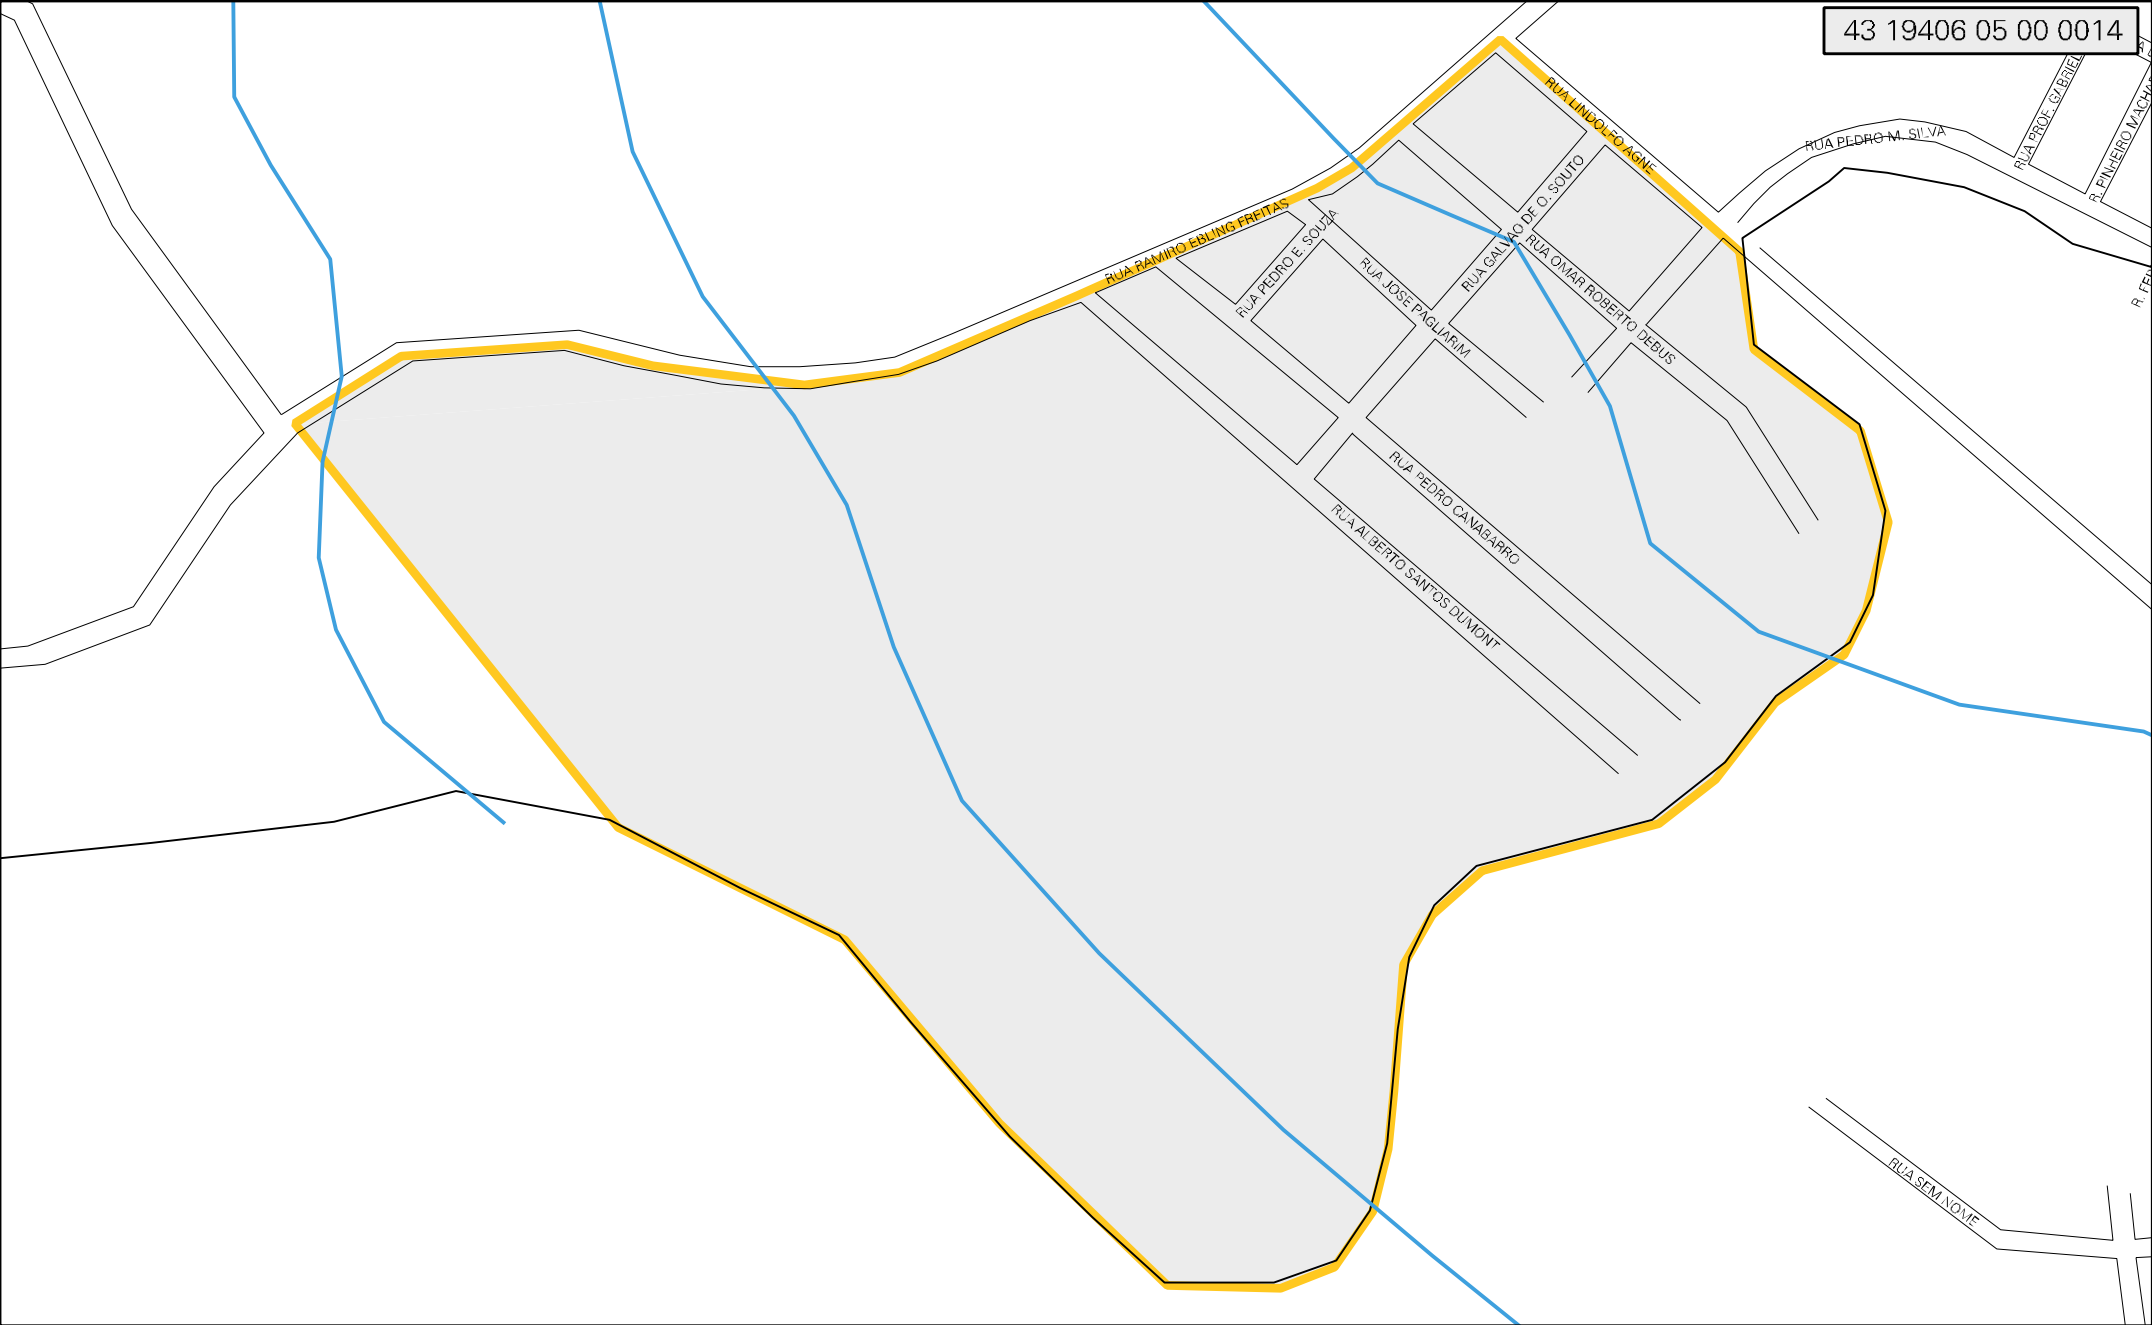 43 19406 05 00 0014
RUA LINDOLFO AGNE
RUA PEDRO M. SILVA
RUA PROF. GABRIEL
R. PINHEIRO MACHA
RUA RAMIRO EBLING FREITAS
RUA PEDRO E. SOUZA
RUA GALVAO DE O. SOUTO
RUA JOSE PAGLIARIM
RUA OMAR ROBERTO DEBUS
RUA PEDRO CANABARRO
RUA ALBERTO SANTOS DUMONT
RUA SEM NOME